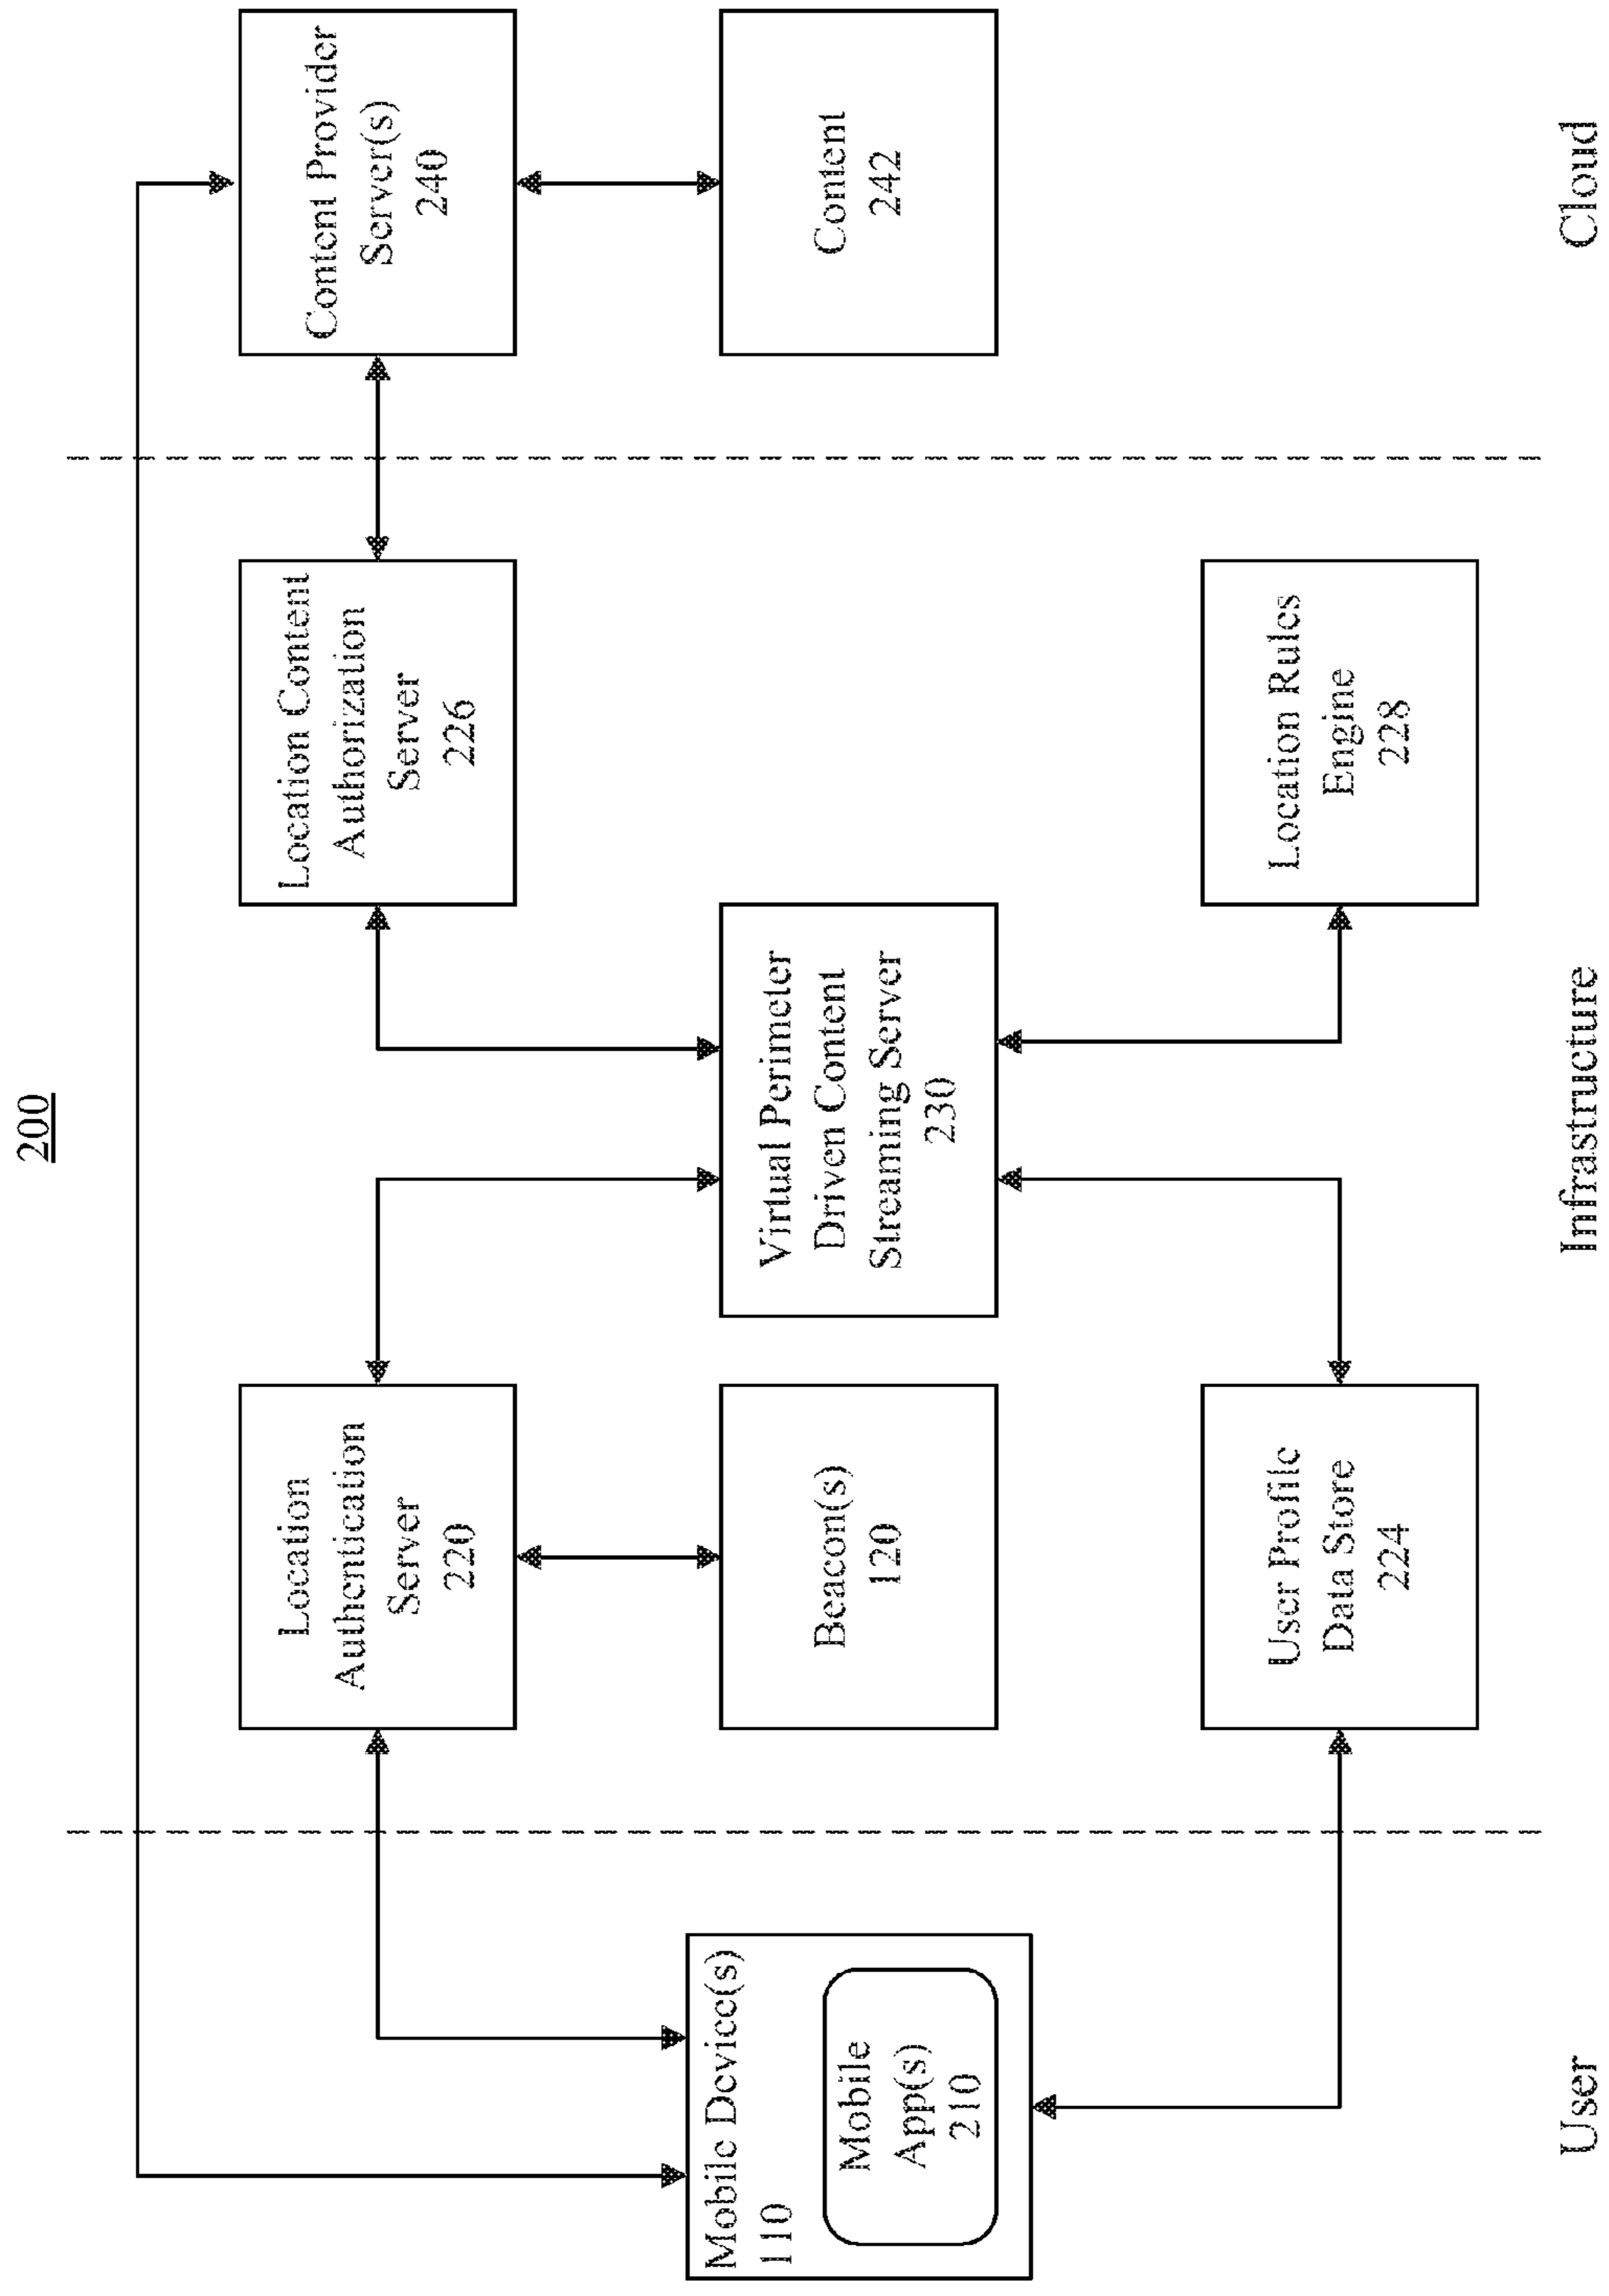 200
Mobile Device(s)
110
Mobile
App(s)
210
Location
Authentication
Server
220
Beacon(s)
120
User Profile
Data Store
224
Virtual Perimeter
Driven Content
Streaming Server
230
Location Content
Authorization
Server
226
Location Rules
Engine
228
Content Provider
Server(s)
240
Content
242
User
Infrastructure
Cloud